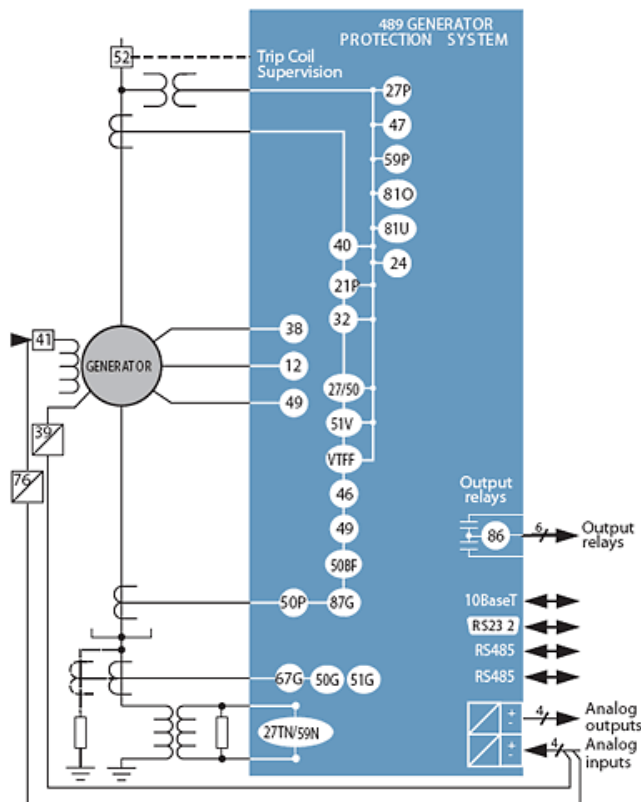 489 GENERATOR
PROTECTION SYSTEM
52
Trip Coil
Supervision
27P
47
59P
81O
81U
40
24
21P
32
38
41
GENERATOR
12
27/50
49
51V
39
VTFF
76
46
Output
relays
49
86
6
Output
relays
50BF
50P
87G
10BaseT
RS23 2
RS485
67G
50G
51G
RS485
27TN/59N
+
-
4
Analog
outputs
+
-
4
Analog
inputs